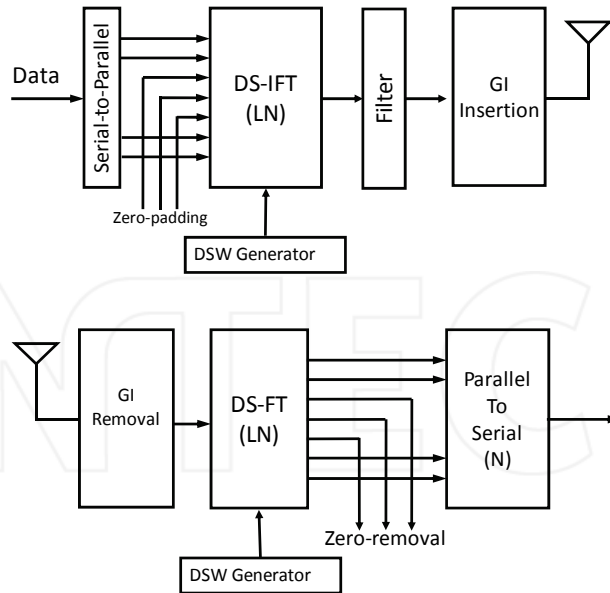 Data
Serial-to-Parallel
DS-IFT
(LN)
Filter
GI
Insertion
Zero-padding
DSW Generator
INTEC
GI
Removal
DS-FT
(LN)
Parallel
To
Serial
(N)
Zero-removal
DSW Generator